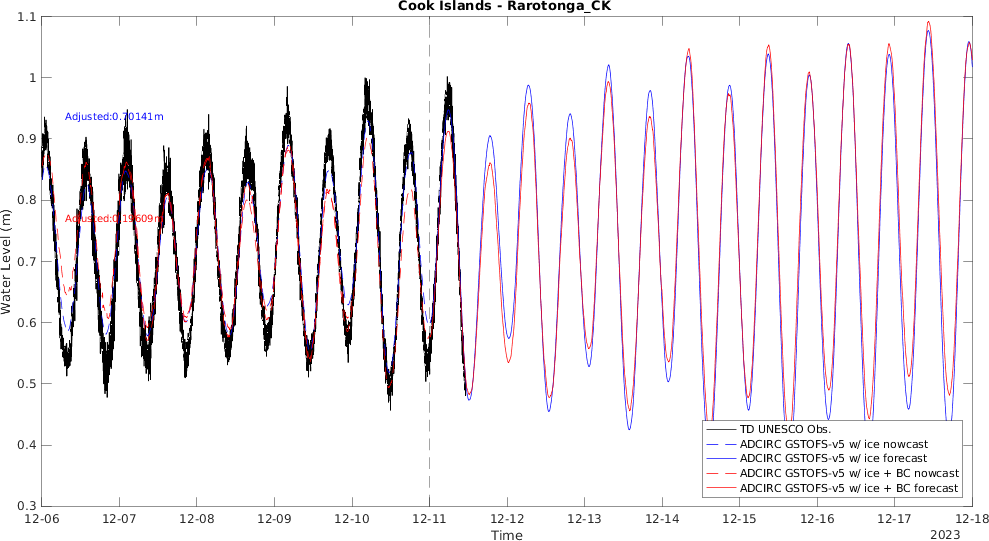 Cook Islands - Rarotonga_CK
1.1
1
0.9
0.8
0.7
0.6
0.5
0.4
0.3
Water Level (m)
Adjusted:0.70141m
Adjusted:0.19609m
TD UNESCO Obs.
ADCIRC GSTOFS-v5 w/ ice nowcast
ADCIRC GSTOFS-v5 w/ ice forecast
ADCIRC GSTOFS-v5 w/ ice + BC nowcast
ADCIRC GSTOFS-v5 w/ ice + BC forecast
12-06 12-07 12-08 12-09 12-10 12-11 12-12 12-13 12-14 12-15 12-16 12-17 12-18
Time
2023